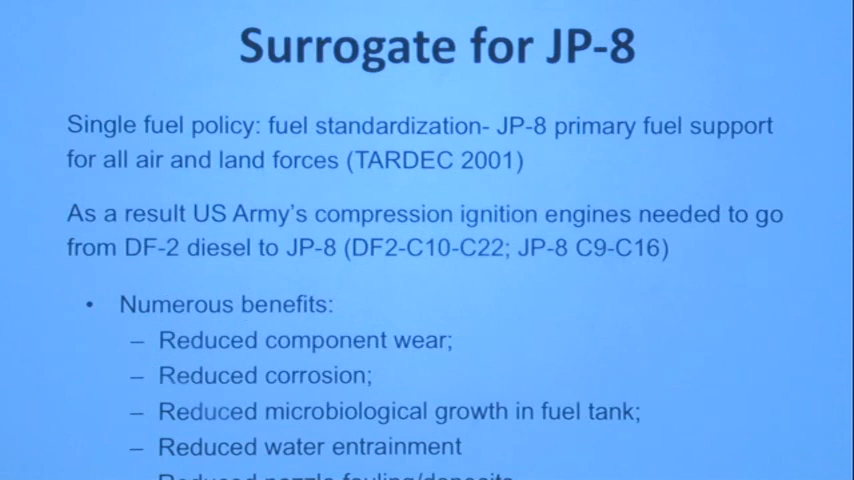 Surrogate for JP-8
Single fuel policy: fuel standardization- JP-8 primary fuel support
for all air and land forces (TARDEC 2001)
As a result US Army's compression ignition engines needed to go
from DF-2 diesel to JP-8 (DF2-C10-C22; JP-8 C9-C16)
• Numerous benefits:
– Reduced component wear;
– Reduced corrosion;
– Reduced microbiological growth in fuel tank;
– Reduced water entrainment
– Reduced nozzle fouling/deposits